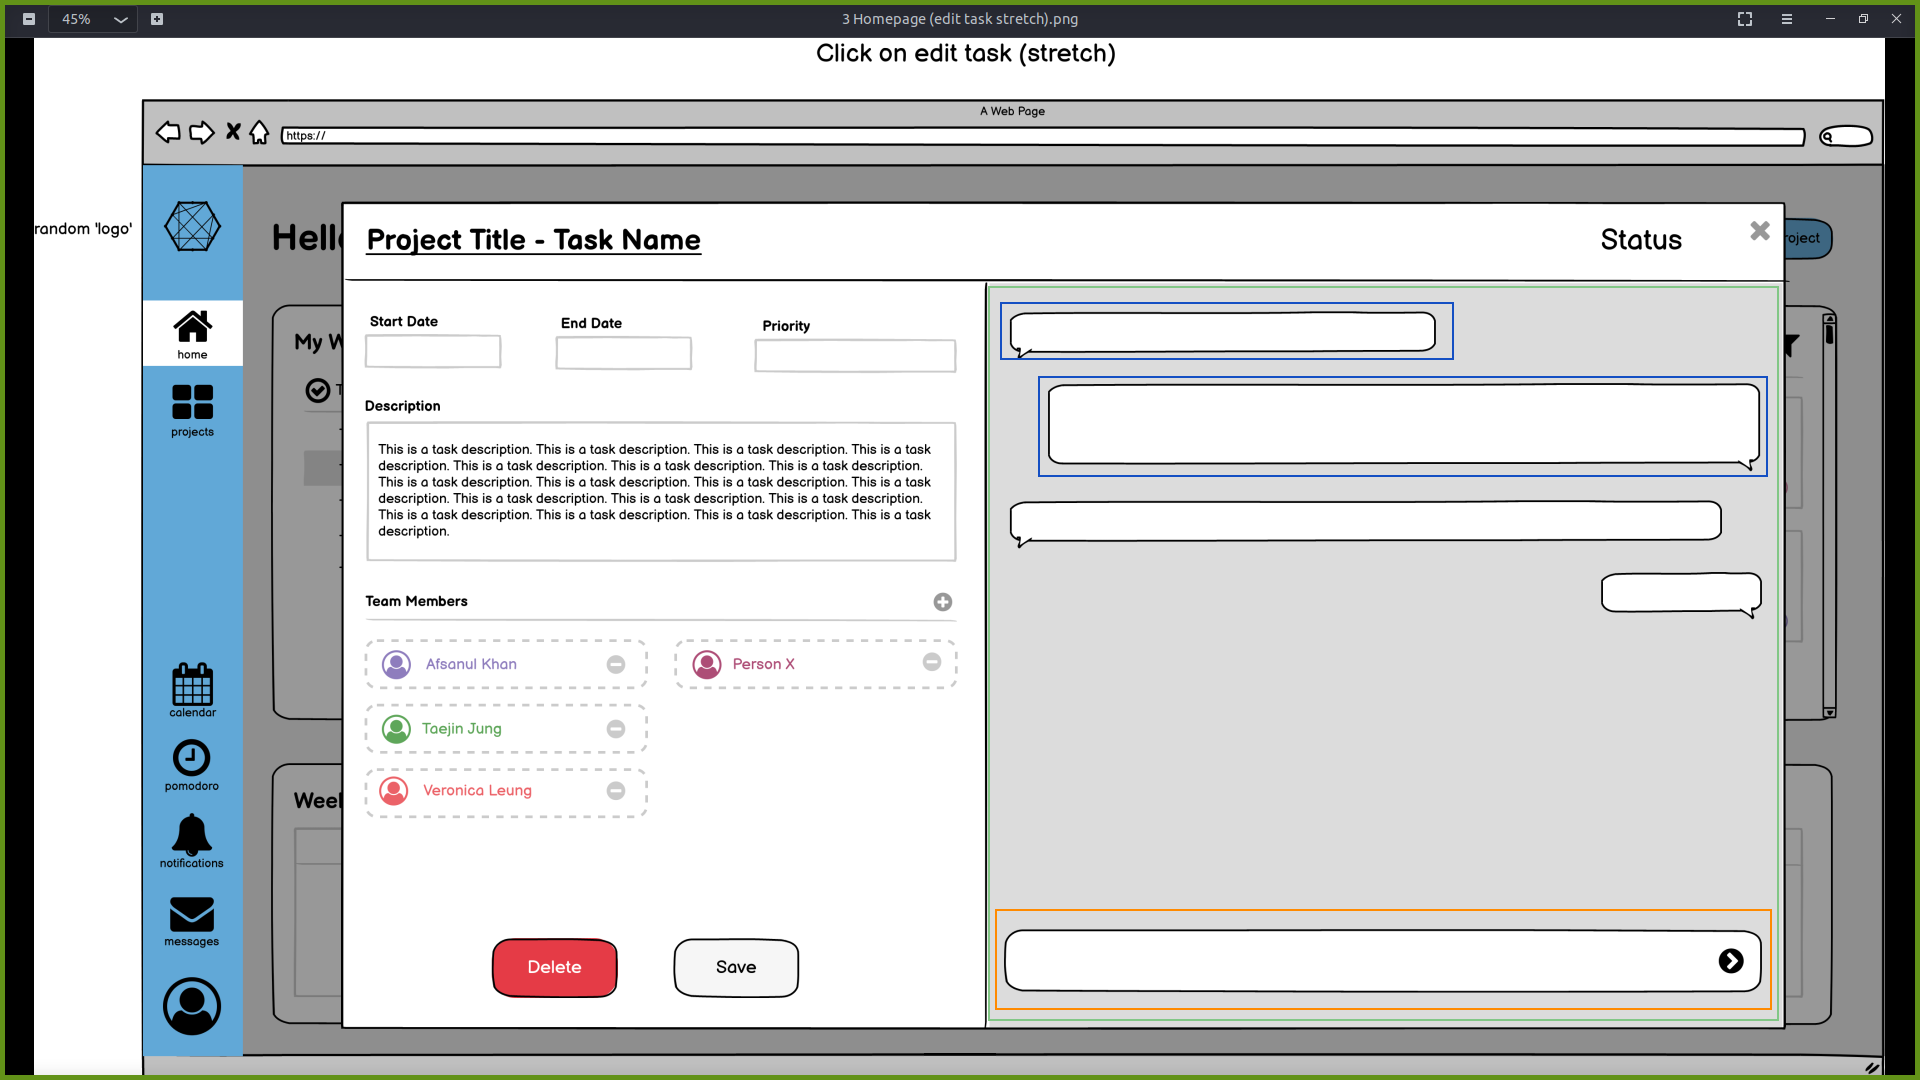 45%
3 Homepage (edit task stretch).png
Click on edit task (stretch)
A Web Page
https://
random 'logo'
Hell
Project Title - Task Name
Status
roject
home
projects
calendar
pomodoro
notifications
messages
My W
T
Start Date
End Date
Priority
Description
This is a task description. This is a task description. This is a task description. This is a task
description. This is a task description. This is a task description. This is a task description.
This is a task description. This is a task description. This is a task description. This is a task
description. This is a task description. This is a task description. This is a task description.
This is a task description. This is a task description. This is a task description. This is a task
description.
Team Members
Afsanul Khan
Person X
Taejin Jung
Veronica Leung
Weel
Delete
Save